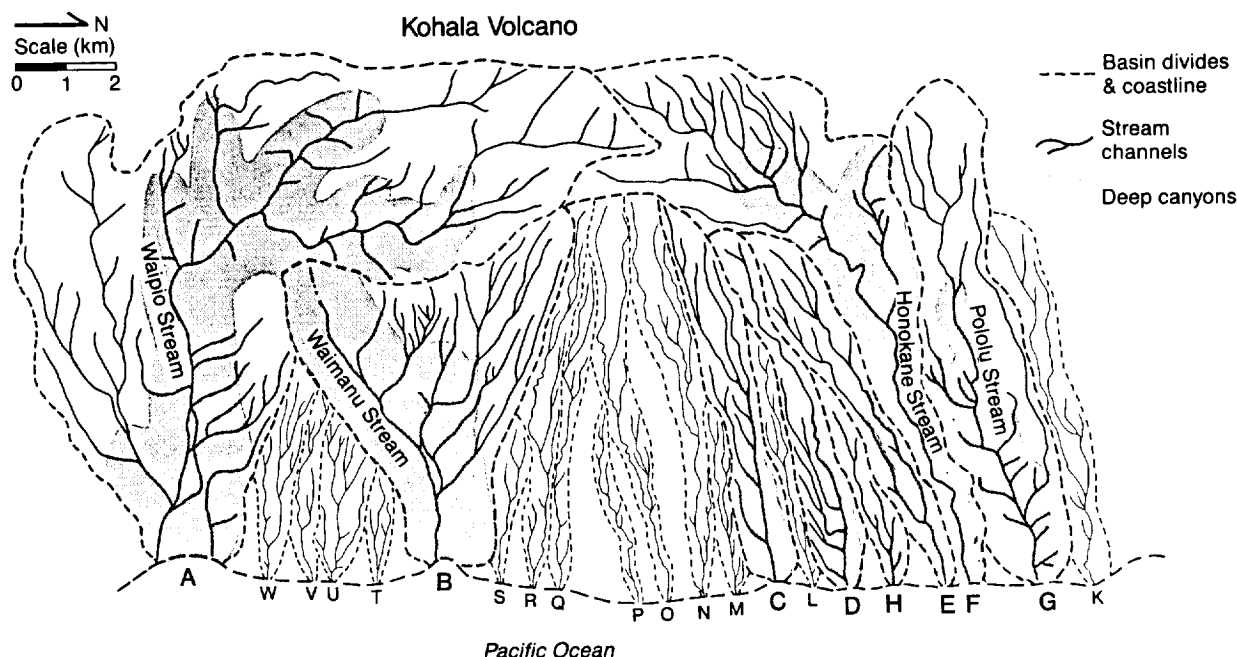 N
Scale (km)
0 1 2
Kohala Volcano
Basin divides
& coastline
Stream
channels
Deep canyons
Waipio Stream
Waimanu Stream
Honokane Stream
Pololu Stream
A W V U T B S R Q P O N M C L D H E F G K
Pacific Ocean